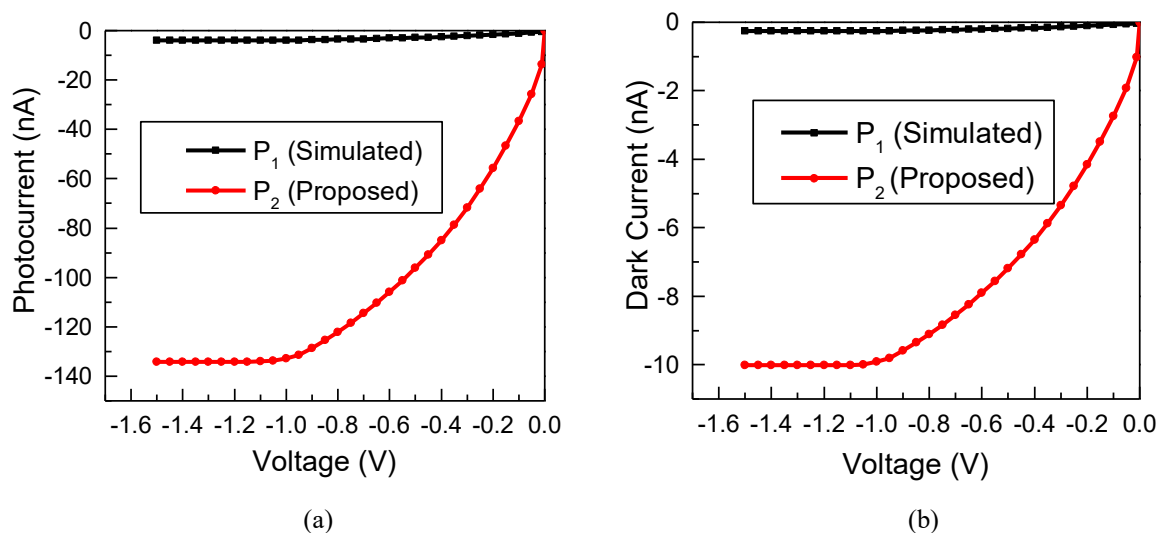 0
-20
-40
-60
-80
-100
-120
-140
Photocurrent (nA)
P1 (Simulated)
P2 (Proposed)
-1.6 -1.4 -1.2 -1.0 -0.8 -0.6 -0.4 -0.2 0.0
Voltage (V)
(a)
0
-2
-4
-6
-8
-10
Dark Current (nA)
P1 (Simulated)
P2 (Proposed)
-1.6 -1.4 -1.2 -1.0 -0.8 -0.6 -0.4 -0.2 0.0
Voltage (V)
(b)